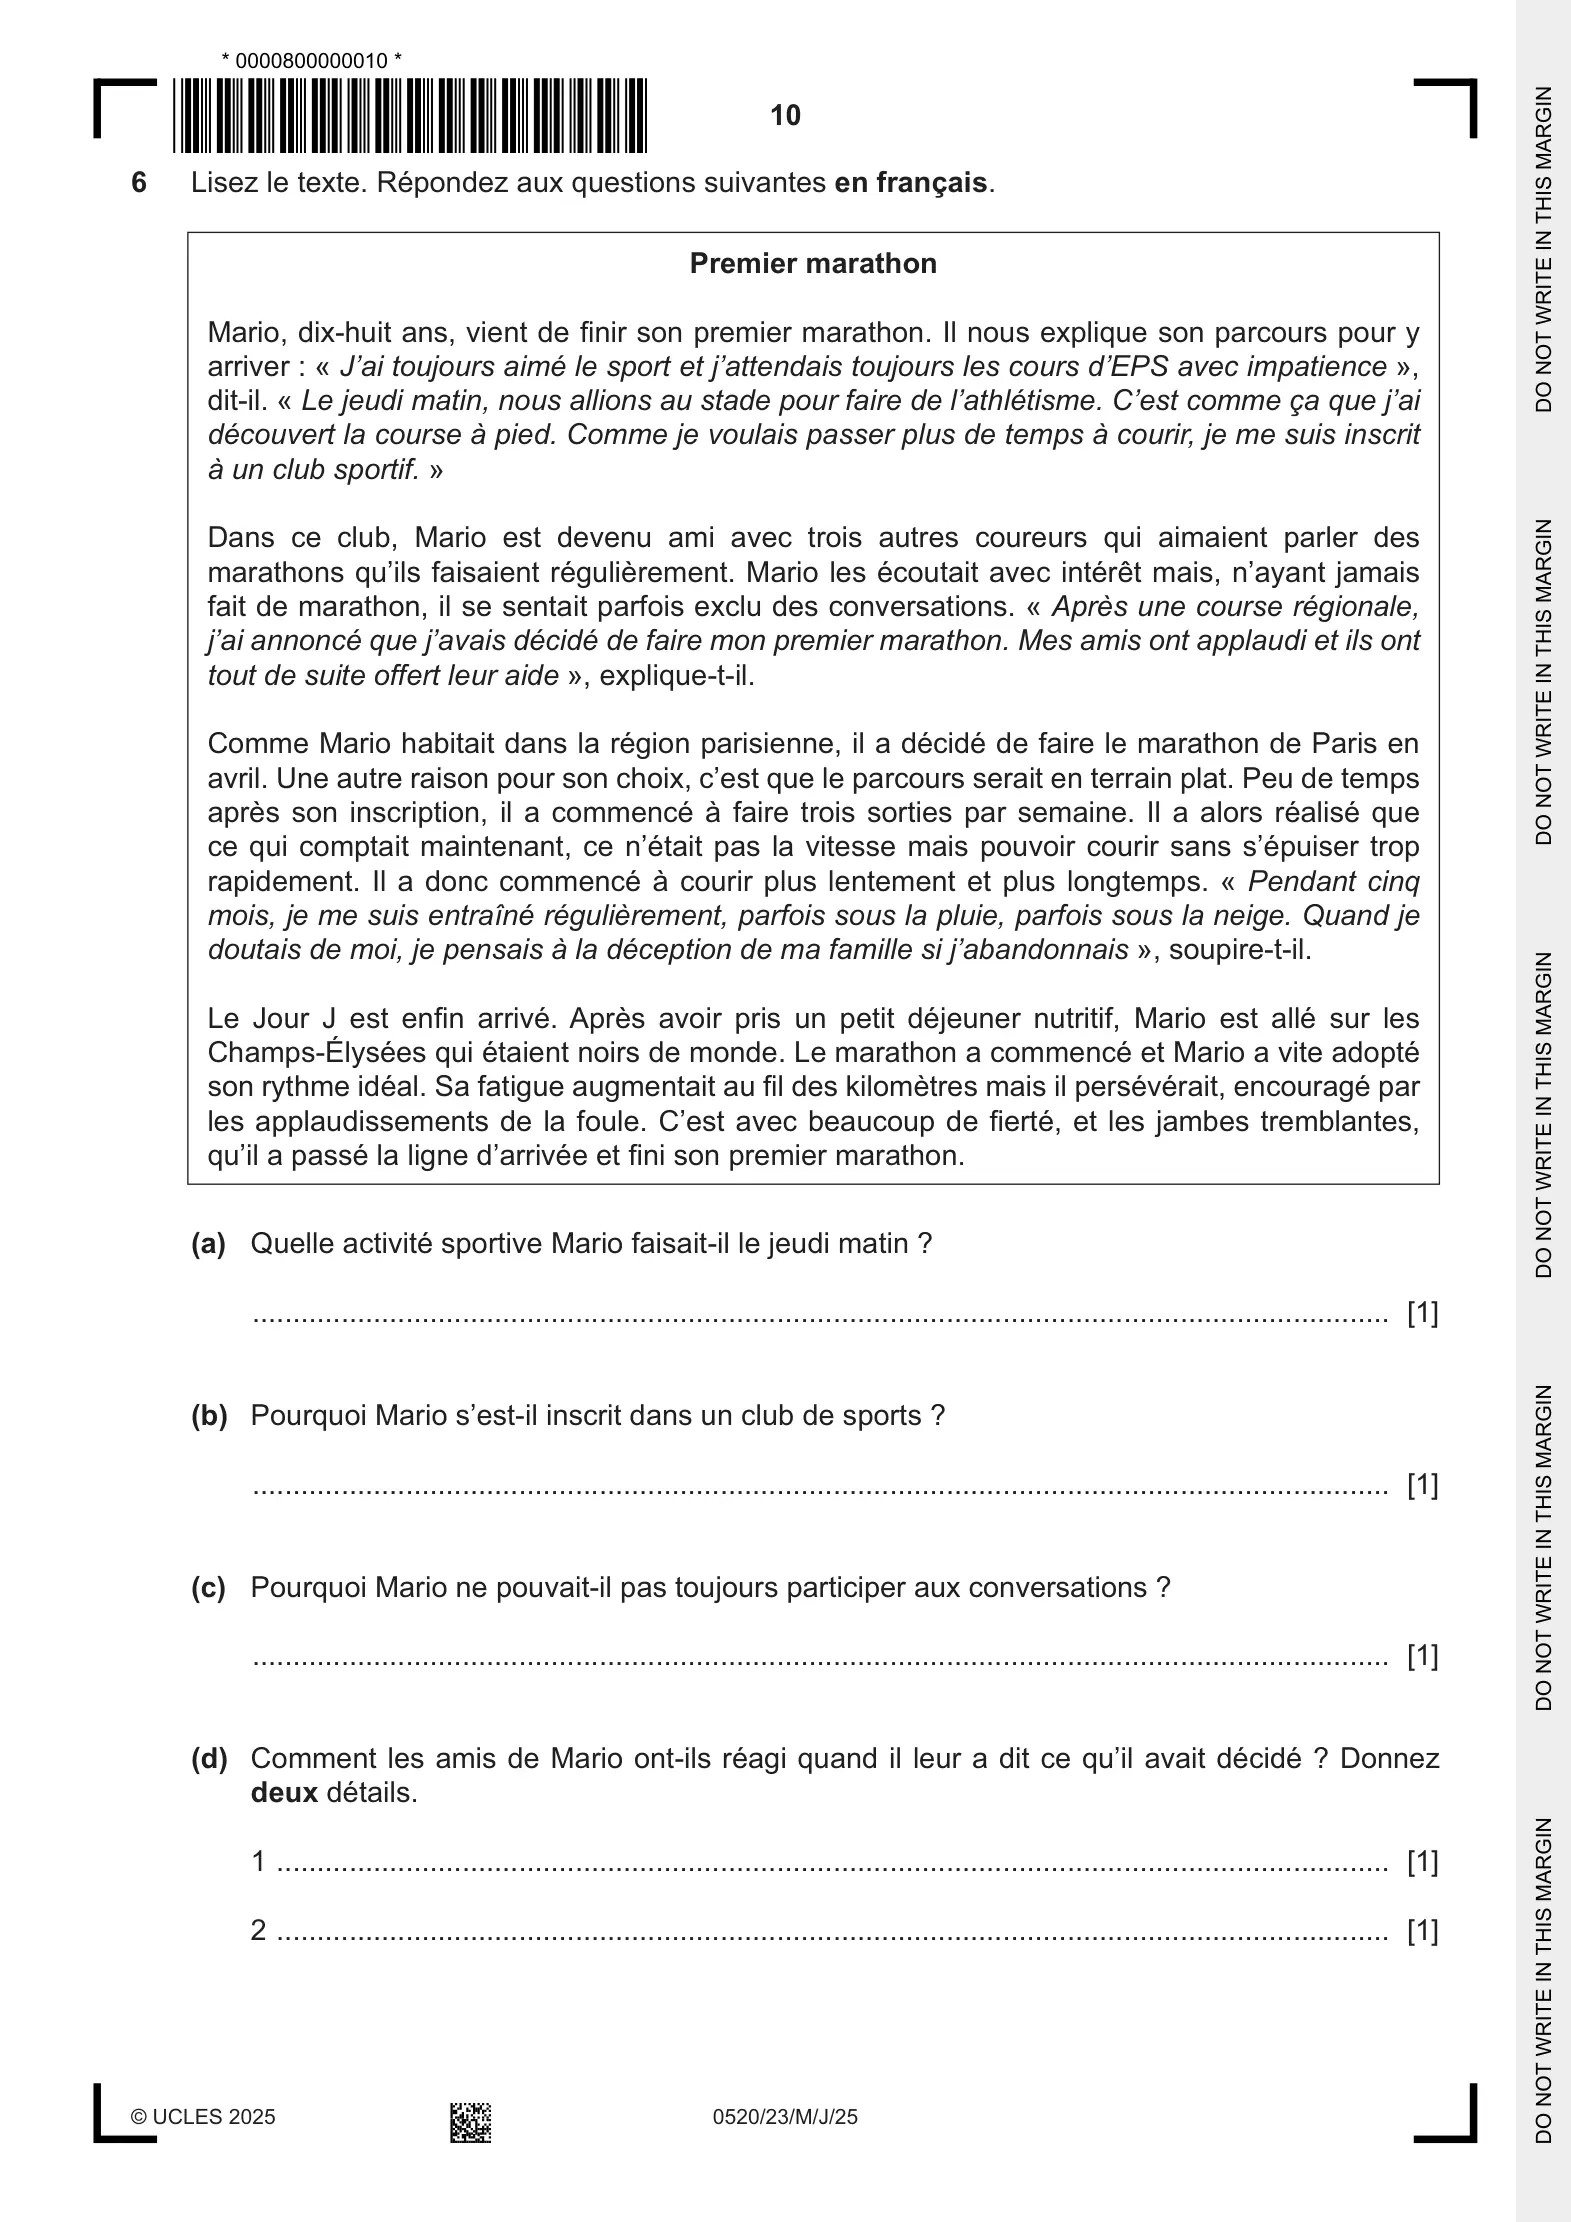 * 0000800000010 *
10
6 Lisez le texte. Répondez aux questions suivantes en français.
Premier marathon
Mario, dix-huit ans, vient de finir son premier marathon. Il nous explique son parcours pour y
arriver : « J’ai toujours aimé le sport et j’attendais toujours les cours d’EPS avec impatience »,
dit-il. « Le jeudi matin, nous allions au stade pour faire de l’athlétisme. C’est comme ça que j’ai
découvert la course à pied. Comme je voulais passer plus de temps à courir, je me suis inscrit
à un club sportif. »
Dans ce club, Mario est devenu ami avec trois autres coureurs qui aimaient parler des
marathons qu’ils faisaient régulièrement. Mario les écoutait avec intérêt mais, n’ayant jamais
fait de marathon, il se sentait parfois exclu des conversations. « Après une course régionale,
j’ai annoncé que j’avais décidé de faire mon premier marathon. Mes amis ont applaudi et ils ont
tout de suite offert leur aide », explique-t-il.
Comme Mario habitait dans la région parisienne, il a décidé de faire le marathon de Paris en
avril. Une autre raison pour son choix, c’est que le parcours serait en terrain plat. Peu de temps
après son inscription, il a commencé à faire trois sorties par semaine. Il a alors réalisé que
ce qui comptait maintenant, ce n’était pas la vitesse mais pouvoir courir sans s’épuiser trop
rapidement. Il a donc commencé à courir plus lentement et plus longtemps. « Pendant cinq
mois, je me suis entraîné régulièrement, parfois sous la pluie, parfois sous la neige. Quand je
doutais de moi, je pensais à la déception de ma famille si j’abandonnais », soupire-t-il.
Le Jour J est enfin arrivé. Après avoir pris un petit déjeuner nutritif, Mario est allé sur les
Champs-Élysées qui étaient noirs de monde. Le marathon a commencé et Mario a vite adopté
son rythme idéal. Sa fatigue augmentait au fil des kilomètres mais il persévérait, encouragé par
les applaudissements de la foule. C’est avec beaucoup de fierté, et les jambes tremblantes,
qu’il a passé la ligne d’arrivée et fini son premier marathon.
(a) Quelle activité sportive Mario faisait-il le jeudi matin ?
[1]
(b) Pourquoi Mario s’est-il inscrit dans un club de sports ?
[1]
(c) Pourquoi Mario ne pouvait-il pas toujours participer aux conversations ?
[1]
(d) Comment les amis de Mario ont-ils réagi quand il leur a dit ce qu’il avait décidé ? Donnez
deux détails.
1 [1]
2 [1]
© UCLES 2025
0520/23/M/J/25
DO NOT WRITE IN THIS MARGIN
DO NOT WRITE IN THIS MARGIN
DO NOT WRITE IN THIS MARGIN
DO NOT WRITE IN THIS MARGIN
DO NOT WRITE IN THIS MARGIN